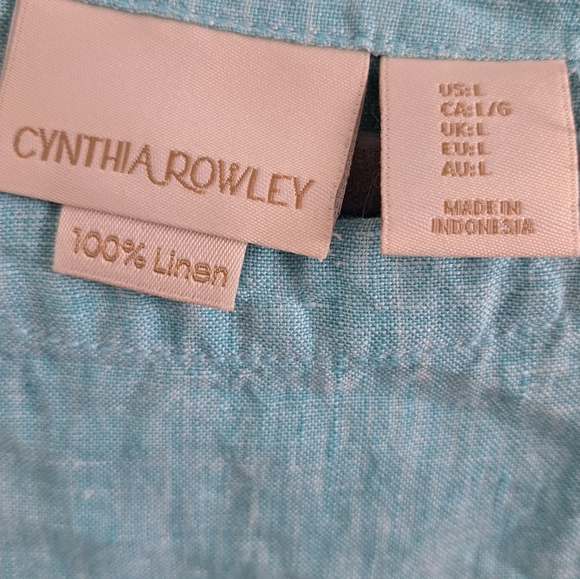 CYNTHIA ROWLEY
100% Linen
US: L
CA: L/G
UK: L
EU: L
AU: L
MADE IN
INDONESIA